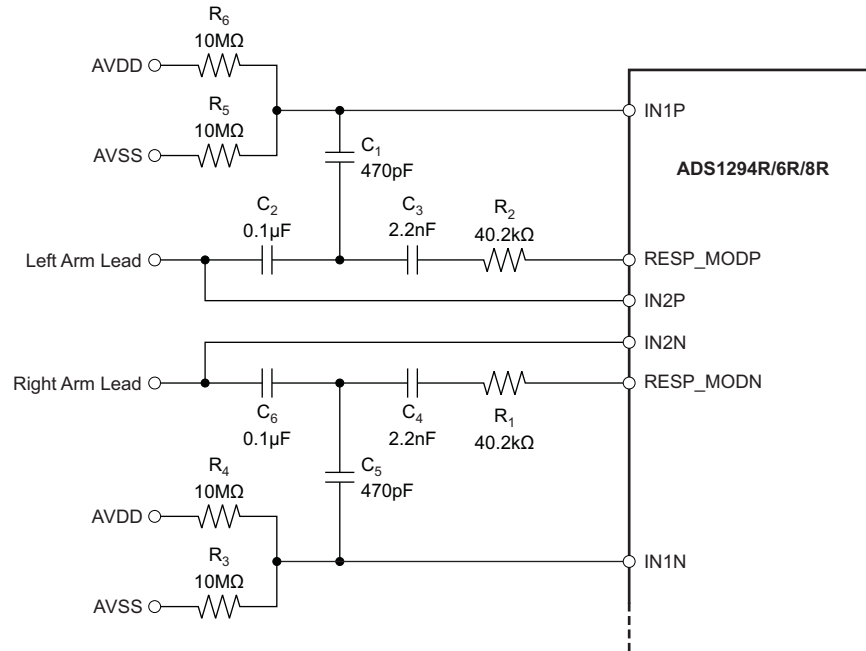 R6
10MΩ
AVDD
R5
10MΩ
AVSS
IN1P
C1
470pF
ADS1294R/6R/8R
C2
0.1µF
C3
2.2nF
R2
40.2kΩ
Left Arm Lead
RESP_MODP
IN2P
IN2N
Right Arm Lead
RESP_MODN
C6
0.1µF
C4
2.2nF
R1
40.2kΩ
C5
470pF
R4
10MΩ
AVDD
R3
10MΩ
AVSS
IN1N